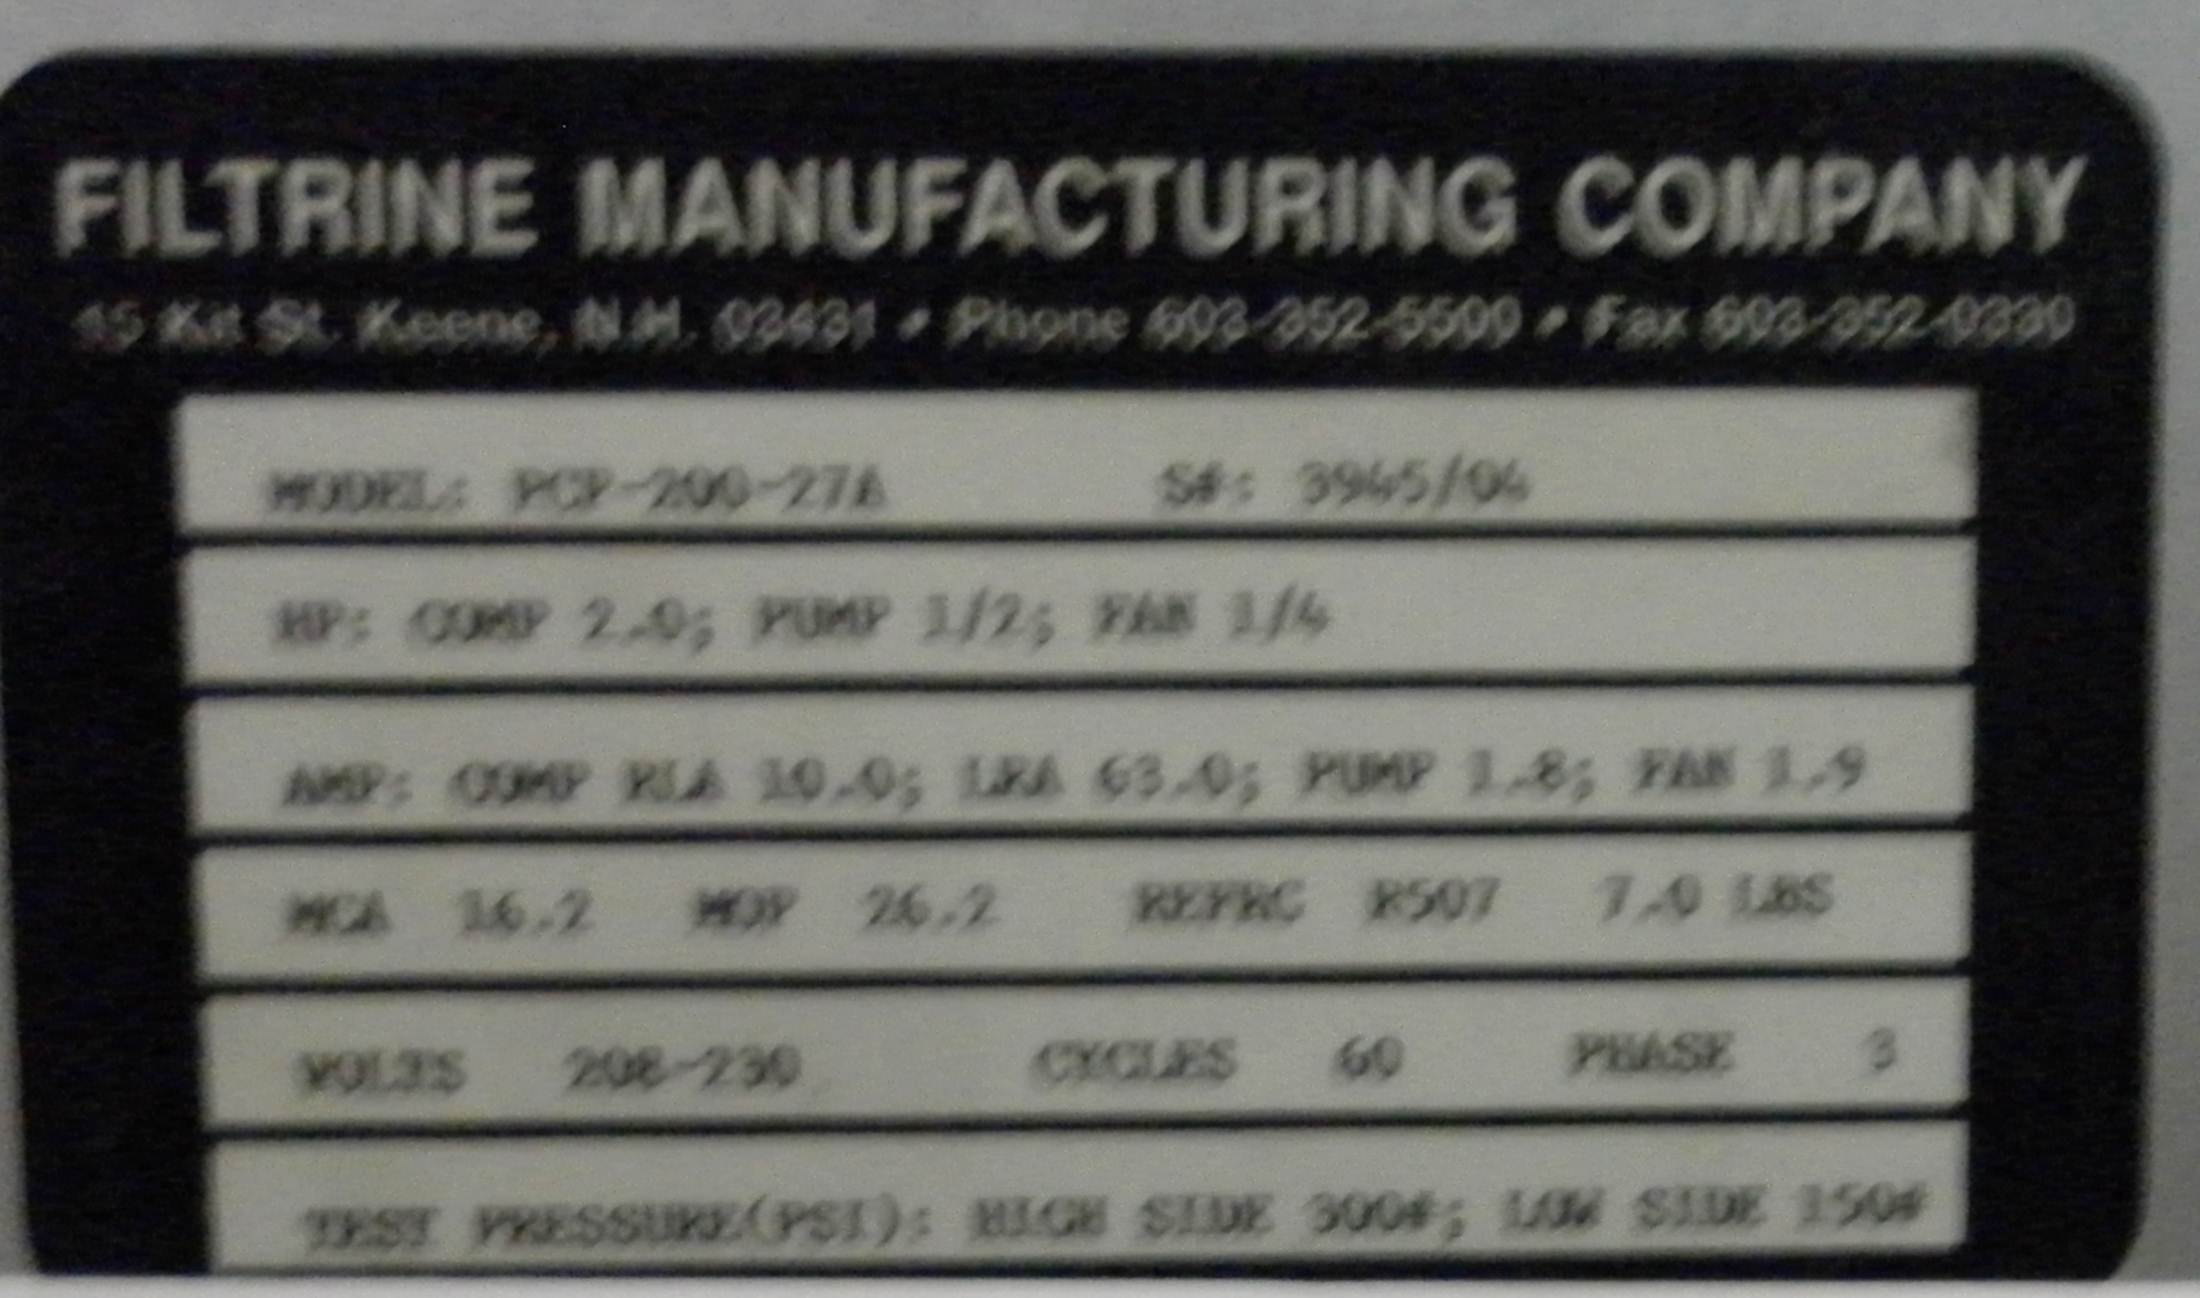 FILTRINE MANUFACTURING COMPANY
15 Kit St. Keene, N.H. 03431 • Phone 603-352-5500 • Fax 603-352-0330
MODEL: PCP-200-27A S#: 3945/04
HP: COMP 2.0; PUMP 1/2; FAN 1/4
AMP: COMP RLA 10.0; LRA 63.0; PUMP 1.8; FAN 1.9
MCA 16.2 MOP 26.2 REFRG R507 7.0 LBS
VOLTS 208-230 CYCLES 60 PHASE 3
TEST PRESSURE(PSI): HIGH SIDE 300#; LOW SIDE 150#